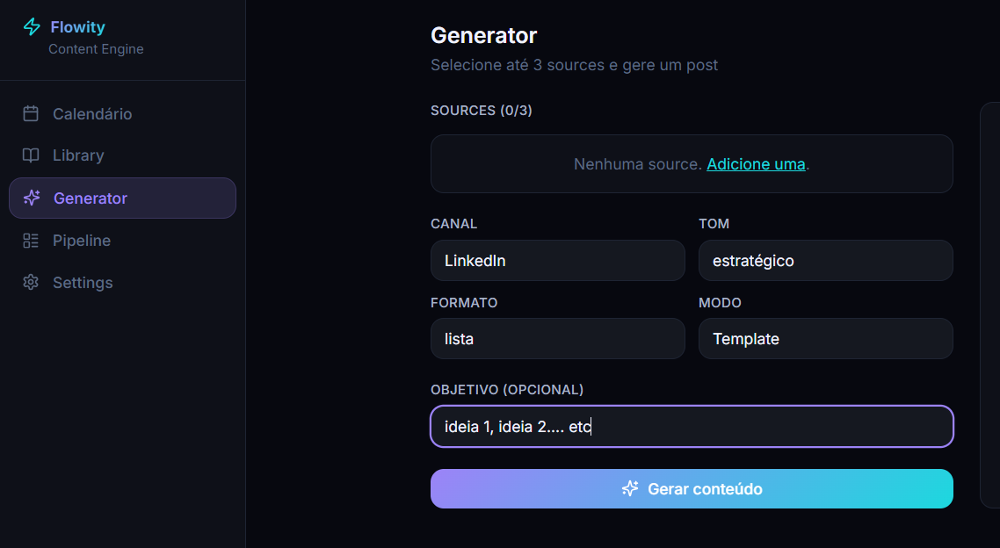 Flowity
Content Engine
Calendário
Library
Generator
Pipeline
Settings
Generator
Selecione até 3 sources e gere um post
SOURCES (0/3)
Nenhuma source. Adicione uma.
CANAL TOM
LinkedIn estratégico
FORMATO MODO
lista Template
OBJETIVO (OPCIONAL)
ideia 1, ideia 2.... etc
Gerar conteúdo